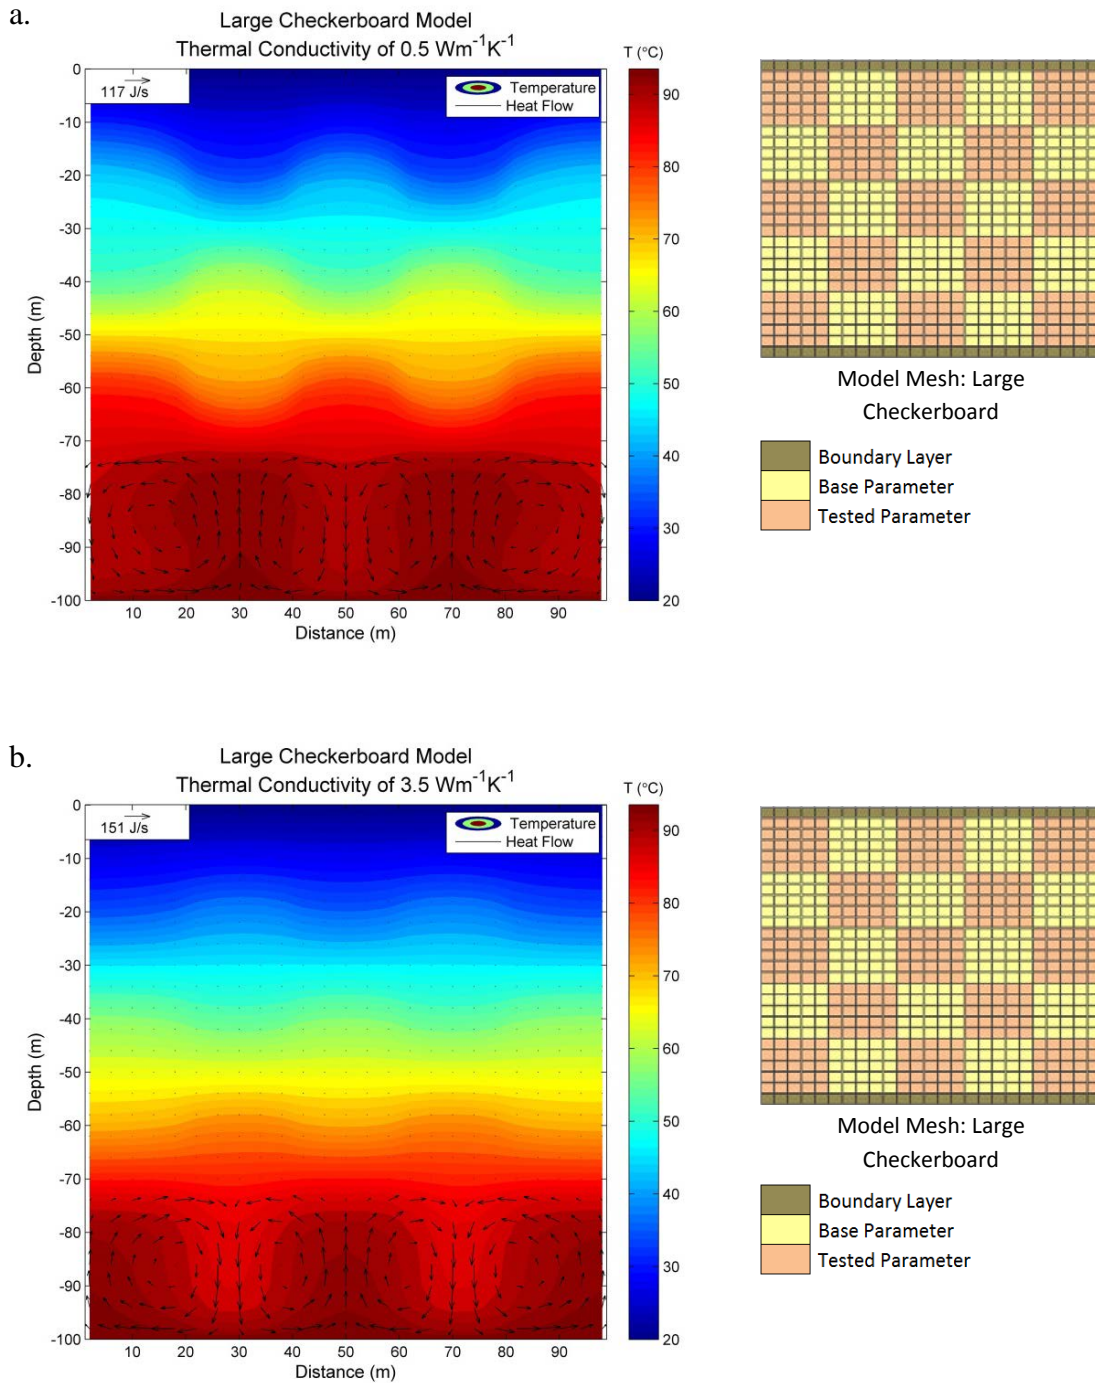 a.
Large Checkerboard Model
Thermal Conductivity of 0.5 Wm⁻¹K⁻¹
T (°C)
117 J/s
Temperature
Heat Flow
0
-10
-20
-30
-40
-50
-60
-70
-80
-90
-100
Depth (m)
10 20 30 40 50 60 70 80 90
Distance (m)
90
80
70
60
50
40
30
20
Model Mesh: Large
Checkerboard
Boundary Layer
Base Parameter
Tested Parameter
b.
Large Checkerboard Model
Thermal Conductivity of 3.5 Wm⁻¹K⁻¹
T (°C)
151 J/s
Temperature
Heat Flow
0
-10
-20
-30
-40
-50
-60
-70
-80
-90
-100
Depth (m)
10 20 30 40 50 60 70 80 90
Distance (m)
90
80
70
60
50
40
30
20
Model Mesh: Large
Checkerboard
Boundary Layer
Base Parameter
Tested Parameter